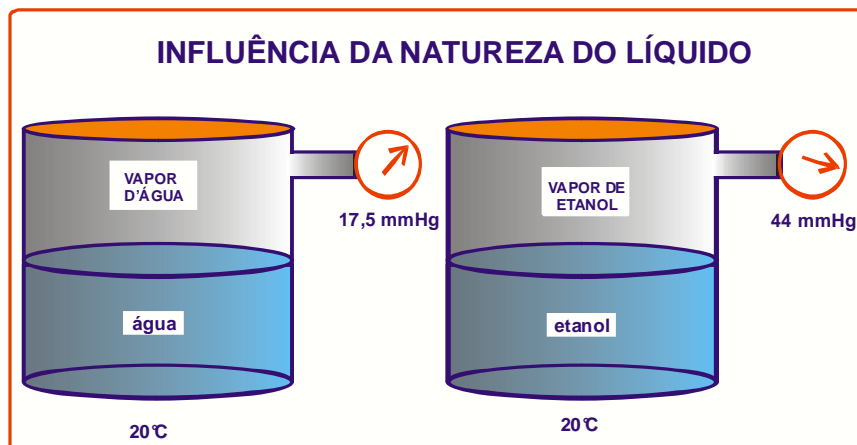 INFLUÊNCIA DA NATUREZA DO LÍQUIDO
VAPOR
D'ÁGUA
17,5 mmHg
água
20°C
VAPOR DE
ETANOL
44 mmHg
etanol
20°C